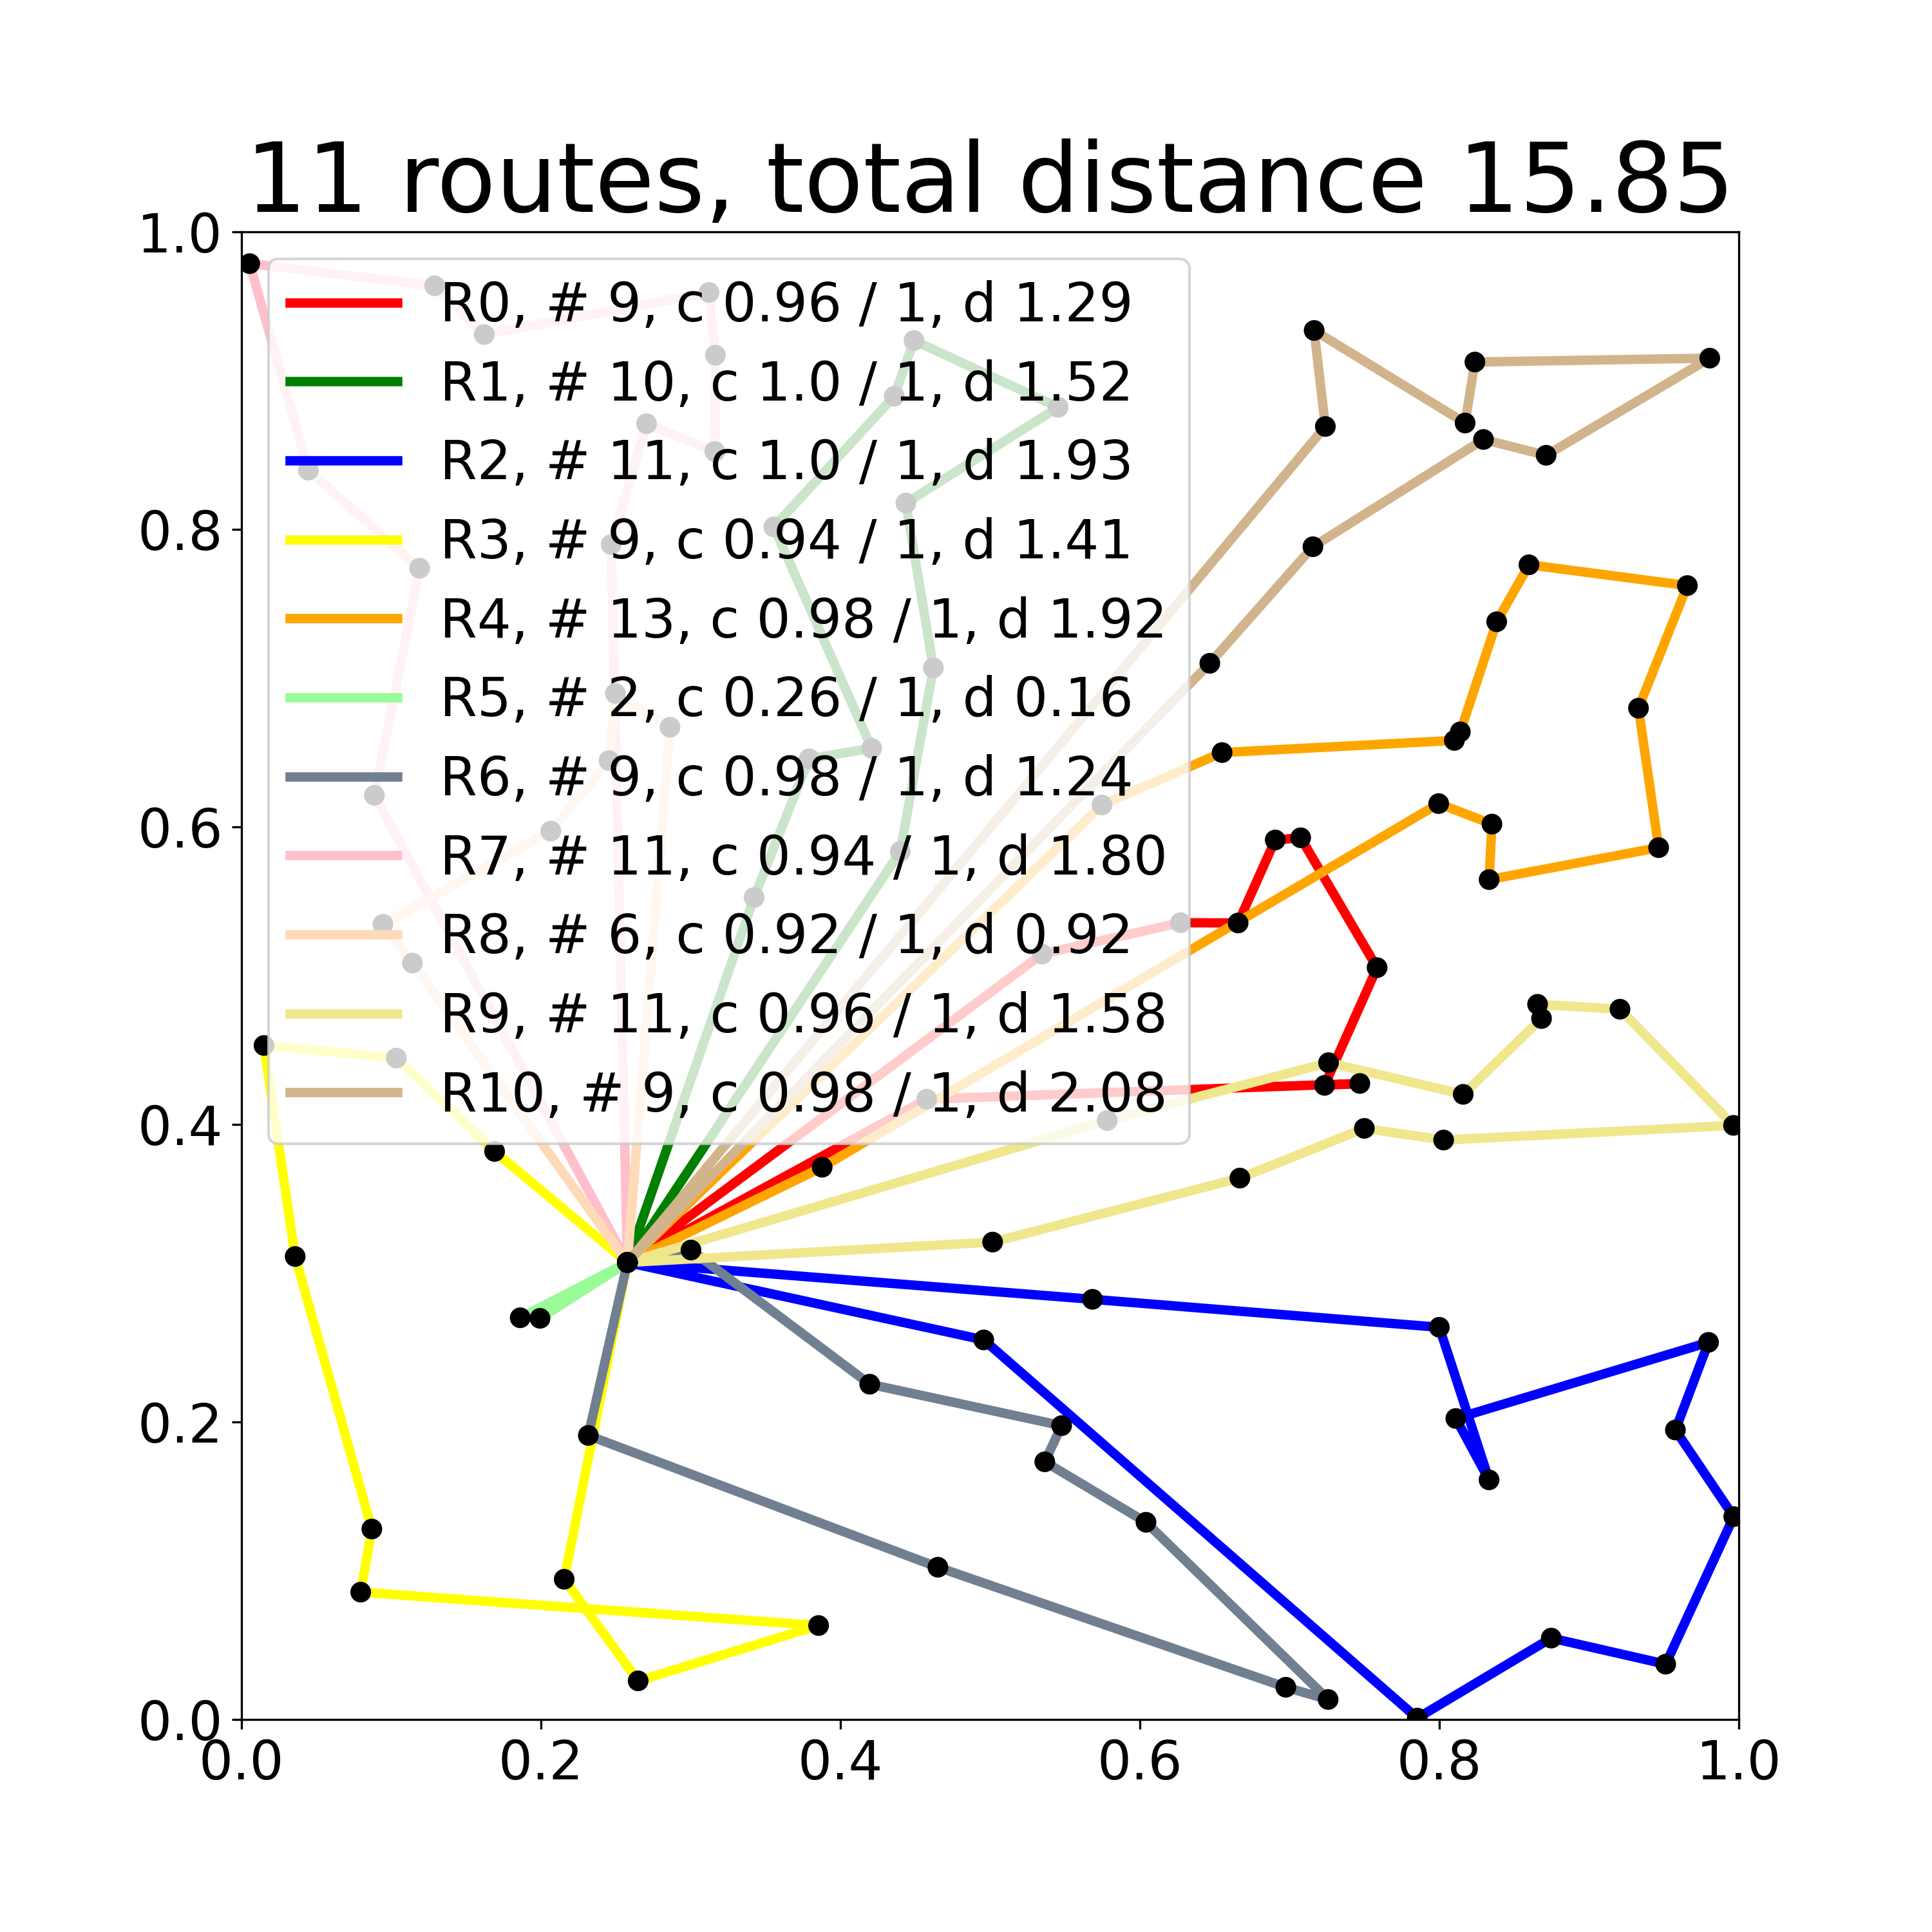 11 routes, total distance 15.85
1.0
0.8
0.6
0.4
0.2
0.0
R0, # 9, c 0.96 / 1, d 1.29
R1, # 10, c 1.0 / 1, d 1.52
R2, # 11, c 1.0 / 1, d 1.93
R3, # 9, c 0.94 / 1, d 1.41
R4, # 13, c 0.98 / 1, d 1.92
R5, # 2, c 0.26 / 1, d 0.16
R6, # 9, c 0.98 / 1, d 1.24
R7, # 11, c 0.94 / 1, d 1.80
R8, # 6, c 0.92 / 1, d 0.92
R9, # 11, c 0.96 / 1, d 1.58
R10, # 9, c 0.98 / 1, d 2.08
0.0 0.2 0.4 0.6 0.8 1.0